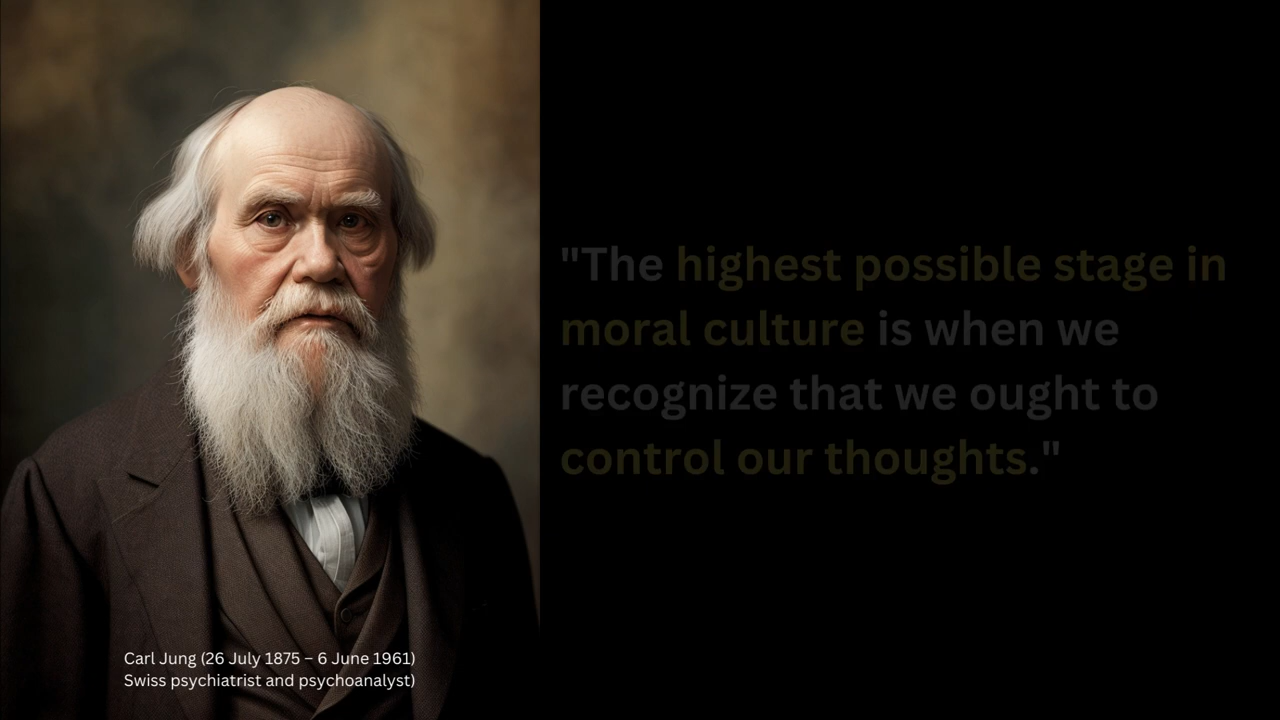 "The highest possible stage in
moral culture is when we
recognize that we ought to
control our thoughts."
Carl Jung (26 July 1875 – 6 June 1961)
Swiss psychiatrist and psychoanalyst)